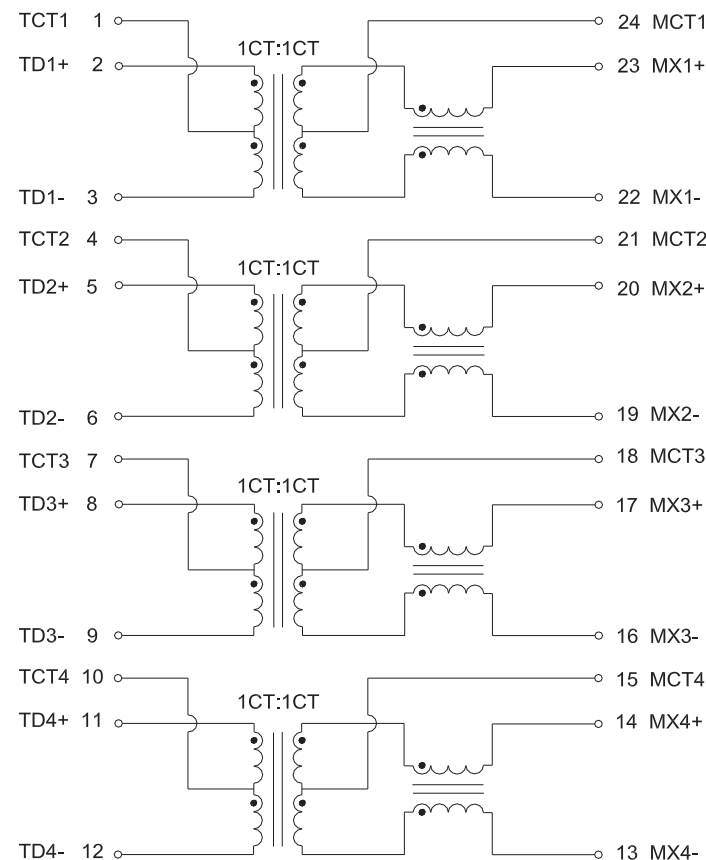 TCT1 1 24 MCT1
1CT:1CT
TD1+ 2 23 MX1+
TD1- 3 22 MX1-
TCT2 4 21 MCT2
1CT:1CT
TD2+ 5 20 MX2+
TD2- 6 19 MX2-
TCT3 7 18 MCT3
1CT:1CT
TD3+ 8 17 MX3+
TD3- 9 16 MX3-
TCT4 10 15 MCT4
1CT:1CT
TD4+ 11 14 MX4+
TD4- 12 13 MX4-